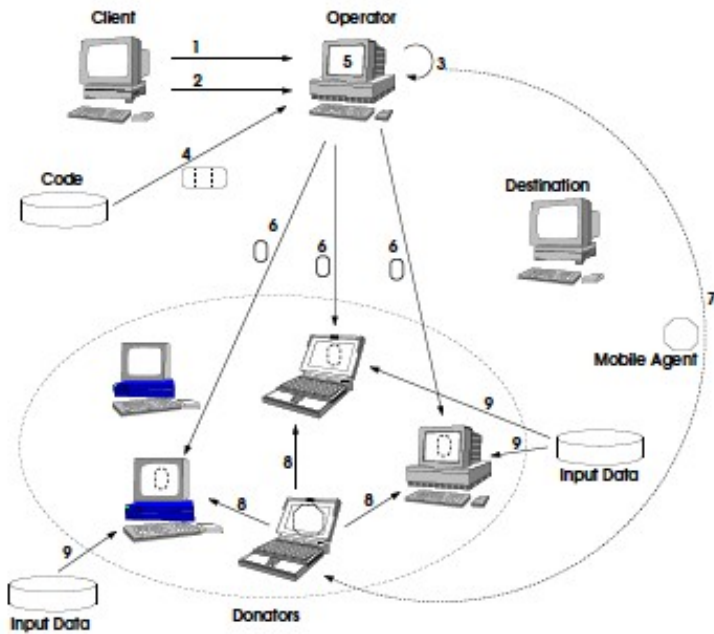 Client
Operator
1
5
3
2
4
Code
Destination
6
6
6
7
Mobile Agent
9
9
8
Input Data
8
8
9
Input Data
Donators